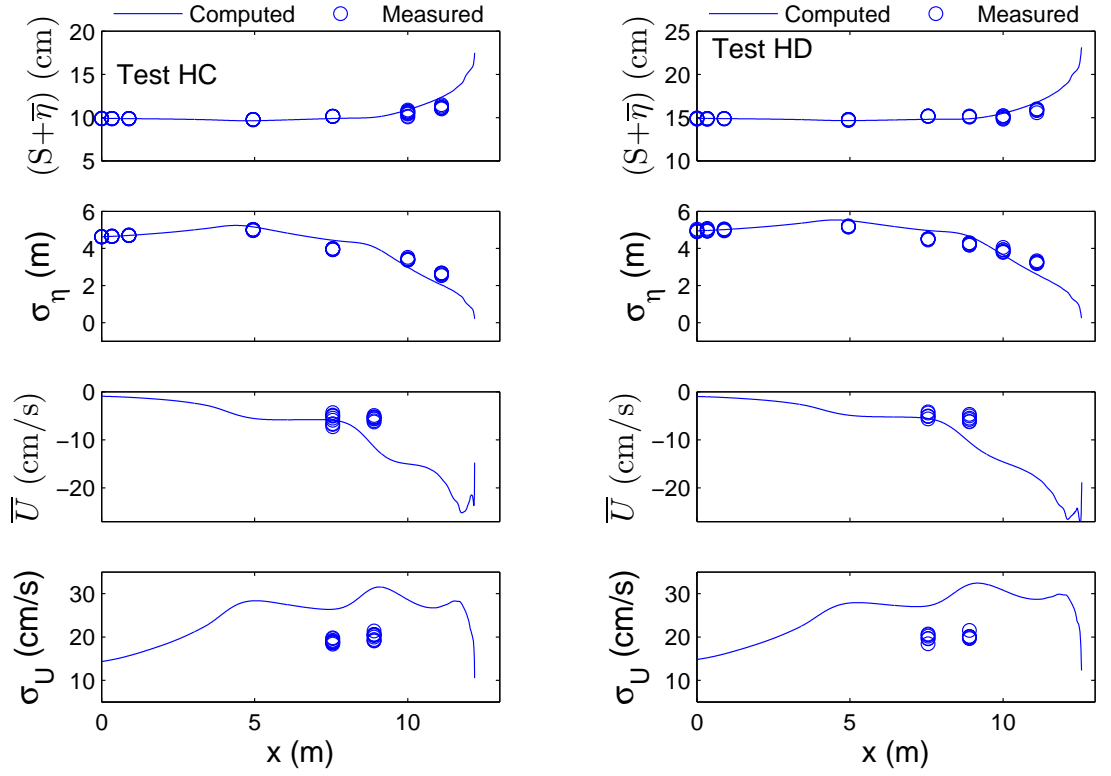 Computed Measured
20
15
10
5
(S+η̅) (cm)
Test HC
6
4
2
0
σ_η (m)
0
−10
−20
U̅ (cm/s)
30
20
10
σ_U (cm/s)
0 5 10
x (m)
Computed Measured
25
20
15
10
(S+η̅) (cm)
Test HD
6
4
2
0
σ_η (m)
0
−10
−20
U̅ (cm/s)
30
20
10
σ_U (cm/s)
0 5 10
x (m)